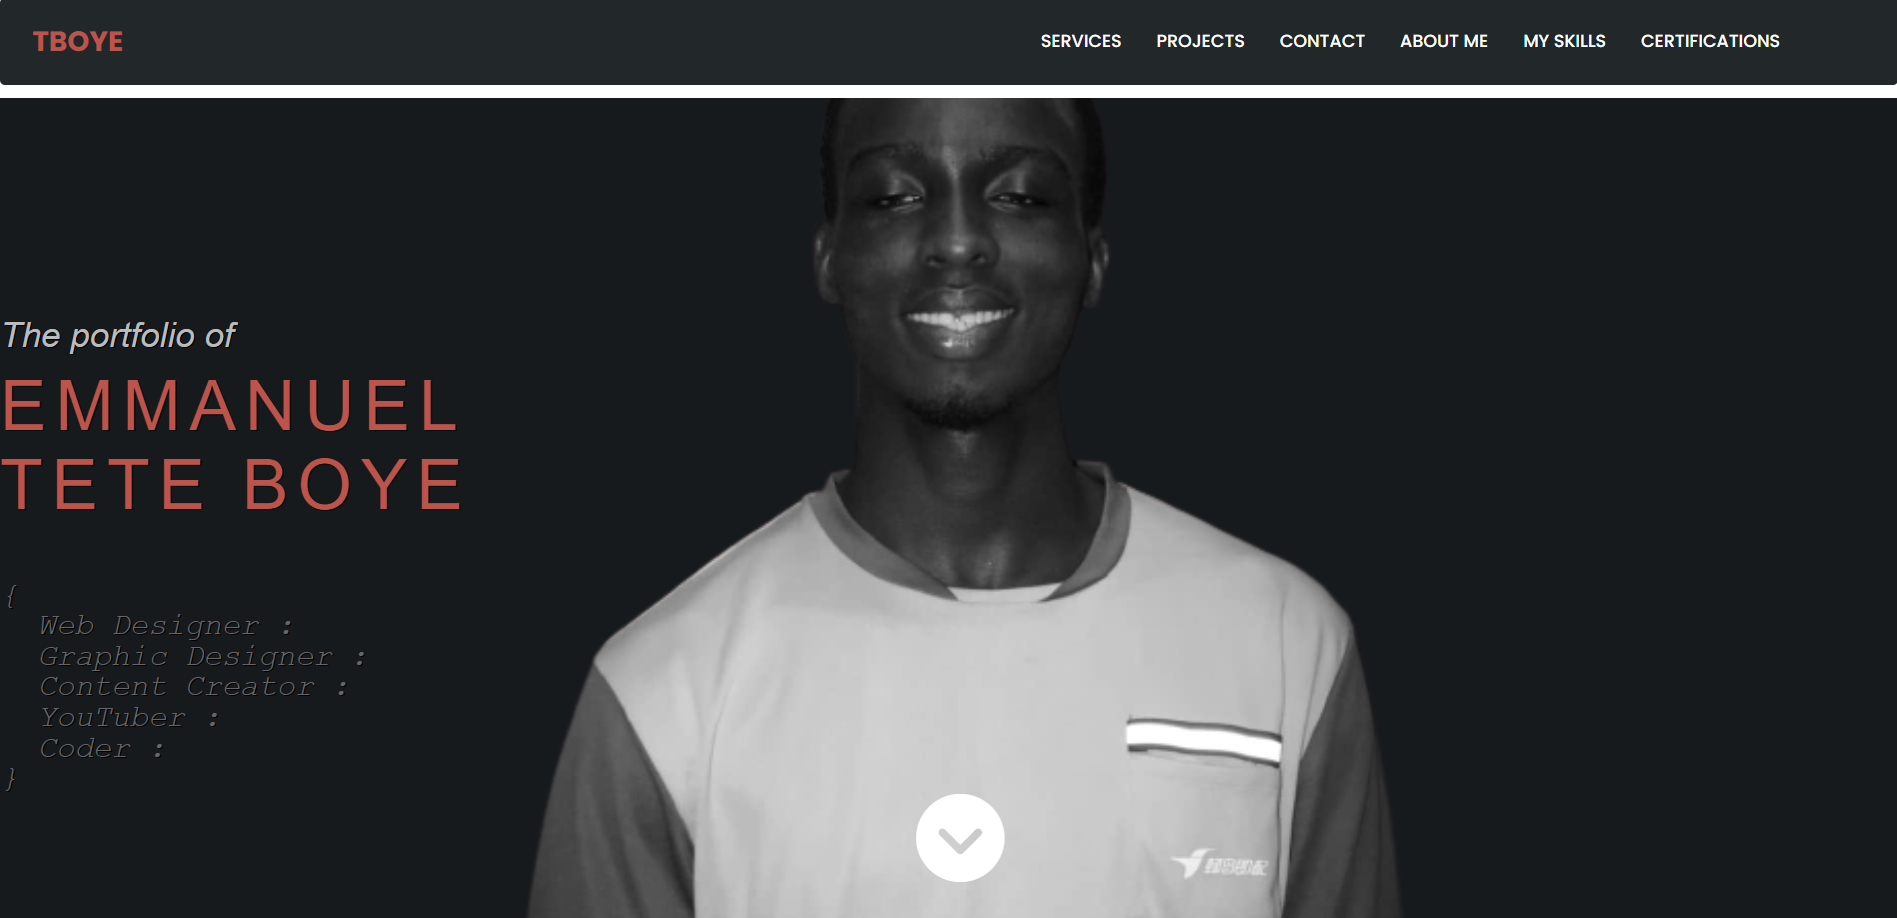 TBOYE
SERVICES PROJECTS CONTACT ABOUT ME MY SKILLS CERTIFICATIONS
The portfolio of
EMMANUEL
TETE BOYE
{
Web Designer :
Graphic Designer :
Content Creator :
YouTuber :
Coder :
}